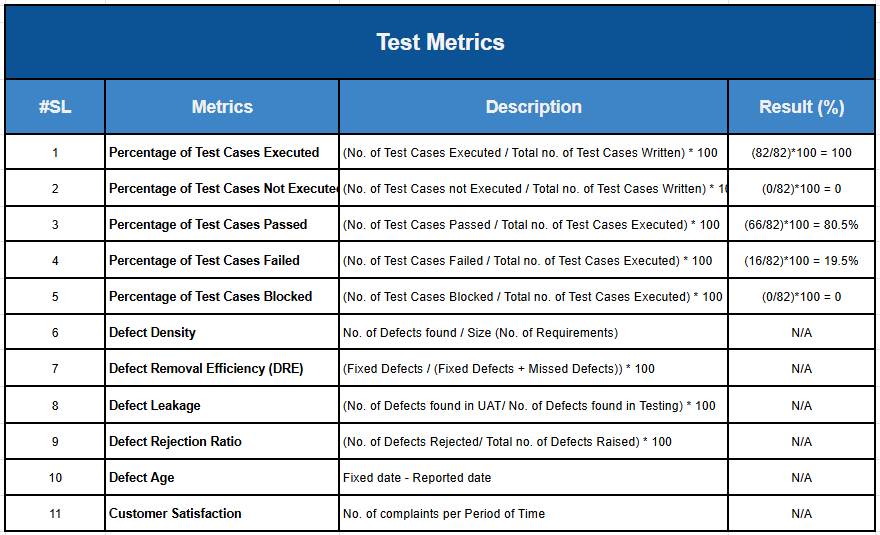 Test Metrics
#SL Metrics Description Result (%)
1 Percentage of Test Cases Executed (No. of Test Cases Executed / Total no. of Test Cases Written) * 100 (82/82)*100 = 100
2 Percentage of Test Cases Not Executed (No. of Test Cases not Executed / Total no. of Test Cases Written) * 10 (0/82)*100 = 0
3 Percentage of Test Cases Passed (No. of Test Cases Passed / Total no. of Test Cases Executed) * 100 (66/82)*100 = 80.5%
4 Percentage of Test Cases Failed (No. of Test Cases Failed / Total no. of Test Cases Executed) * 100 (16/82)*100 = 19.5%
5 Percentage of Test Cases Blocked (No. of Test Cases Blocked / Total no. of Test Cases Executed) * 100 (0/82)*100 = 0
6 Defect Density No. of Defects found / Size (No. of Requirements) N/A
7 Defect Removal Efficiency (DRE) (Fixed Defects / (Fixed Defects + Missed Defects)) * 100 N/A
8 Defect Leakage (No. of Defects found in UAT/ No. of Defects found in Testing) * 100 N/A
9 Defect Rejection Ratio (No. of Defects Rejected/ Total no. of Defects Raised) * 100 N/A
10 Defect Age Fixed date - Reported date N/A
11 Customer Satisfaction No. of complaints per Period of Time N/A